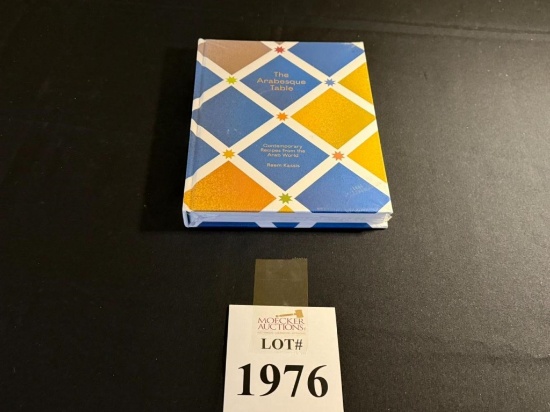 The
Arabesque
Table
Contemporary
Recipes from the
Arab World
Reem Kassis
MOECKER
AUCTIONS
LOT#
1976